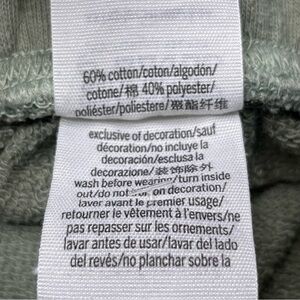 60% cotton/coton/algodón/
cotone/棉 40% polyester/
poliéster/poliestere/聚酯纤维
exclusive of decoration/sauf
décoration/no incluye la
decoración/esclusa la
decorazione/装饰除外
wash before wearing/turn inside
out/do not on decoration/
laver avant le premier usage/
retourner le vêtement à l'envers/ne
pas repasser sur les ornements/
lavar antes de usar/lavar del lado
del revés/no planchar sobre la